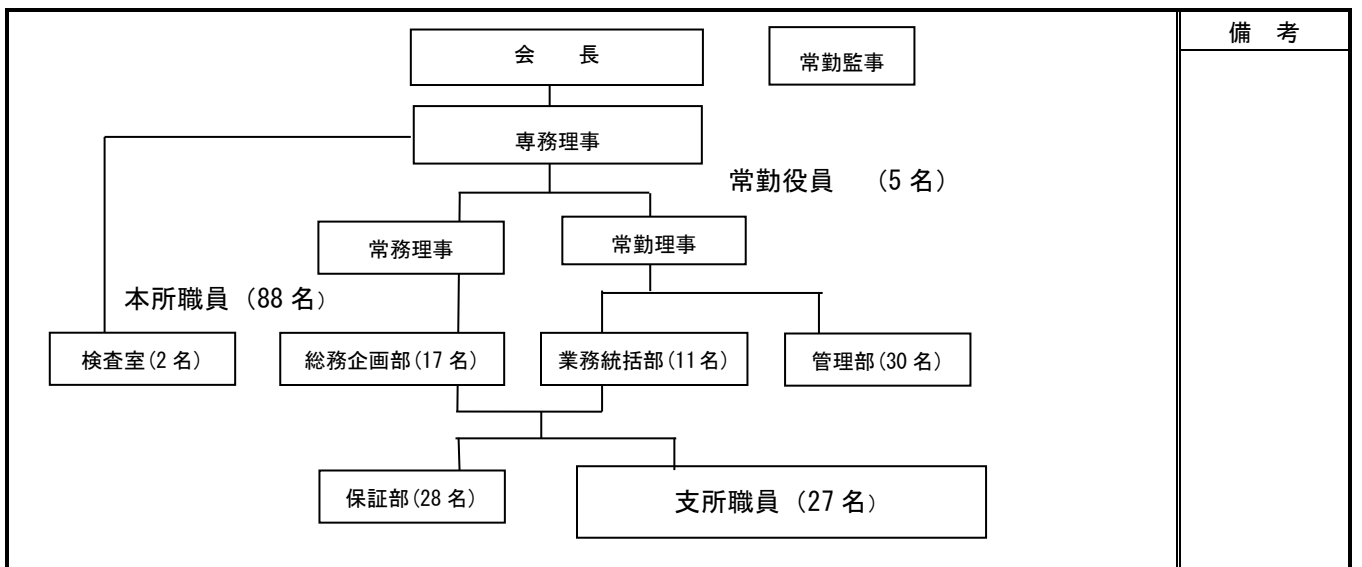 備　考
会　　長
常勤監事
専務理事
常勤役員　（5 名）
常務理事
常勤理事
本所職員（88 名）
検査室(2 名)
総務企画部(17 名)
業務統括部(11 名)
管理部(30 名)
保証部(28 名)
支所職員（27 名）